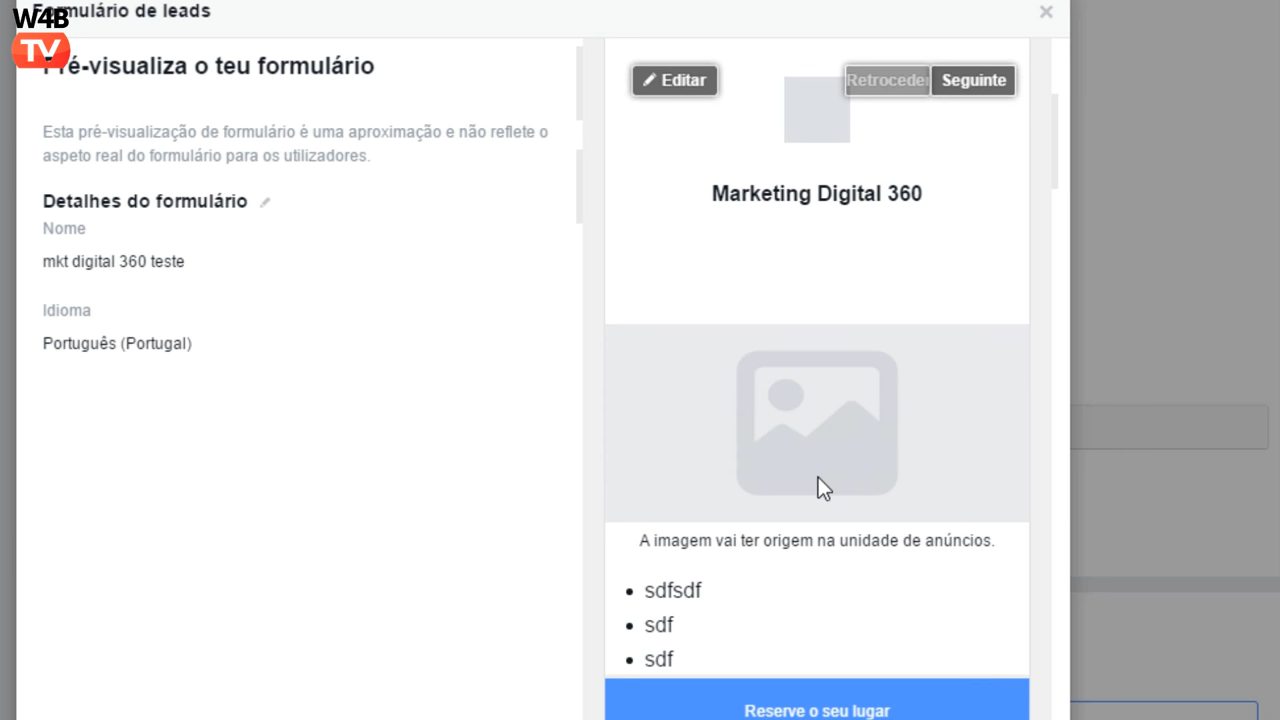 Formulário de leads
W4B
TV
Pré-visualiza o teu formulário
Editar
Retroceder
Seguinte
Esta pré-visualização de formulário é uma aproximação e não reflete o
aspeto real do formulário para os utilizadores.
Detalhes do formulário
Nome
mkt digital 360 teste
Idioma
Português (Portugal)
Marketing Digital 360
A imagem vai ter origem na unidade de anúncios.
sdfsdf
sdf
sdf
Reserve o seu lugar